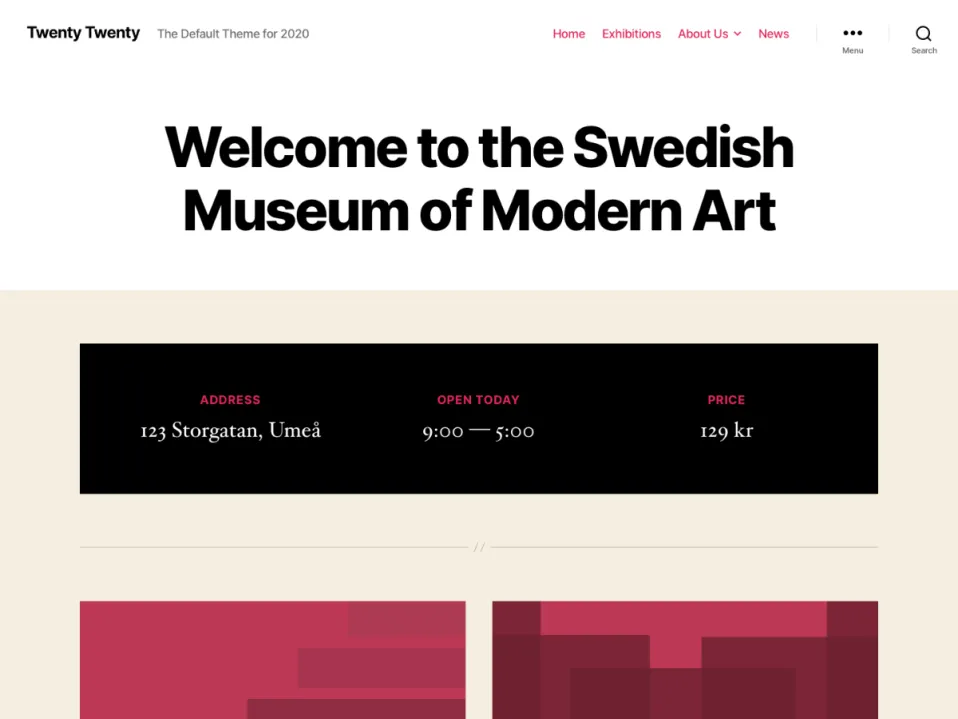 Twenty Twenty The Default Theme for 2020 Home Exhibitions About Us News
Menu Search
Welcome to the Swedish
Museum of Modern Art
ADDRESS OPEN TODAY PRICE
123 Storgatan, Umeå 9:00 — 5:00 129 kr
//